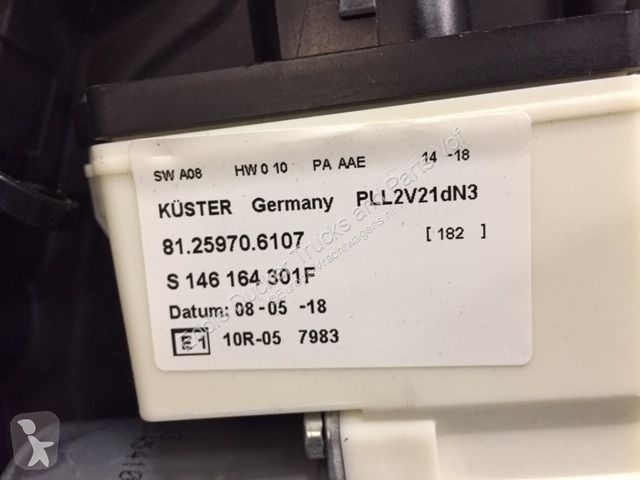 SW A08 HW 0 10 PA AAE 14 -18
KÜSTER Germany PLL2V21dN3
81.25970.6107 [ 182 ]
S 146 164 301F
Datum: 08-05 -18
E1 10R-05 7983